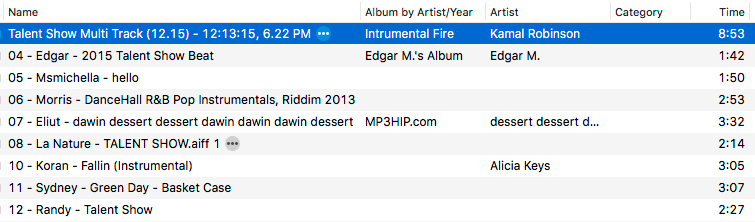 Name Album by Artist/Year Artist Category Time
Talent Show Multi Track (12.15) - 12:13:15, 6.22 PM Intrumental Fire Kamal Robinson 8:53
04 - Edgar - 2015 Talent Show Beat Edgar M.'s Album Edgar M. 1:42
05 - Msmichella - hello 1:50
06 - Morris - DanceHall R&B Pop Instrumentals, Riddim 2013 2:53
07 - Eliut - dawin dessert dessert dawin dawin dawin dessert MP3HIP.com dessert dessert d... 3:32
08 - La Nature - TALENT SHOW.aiff 1 2:14
10 - Koran - Fallin (Instrumental) Alicia Keys 3:05
11 - Sydney - Green Day - Basket Case 3:07
12 - Randy - Talent Show 2:27